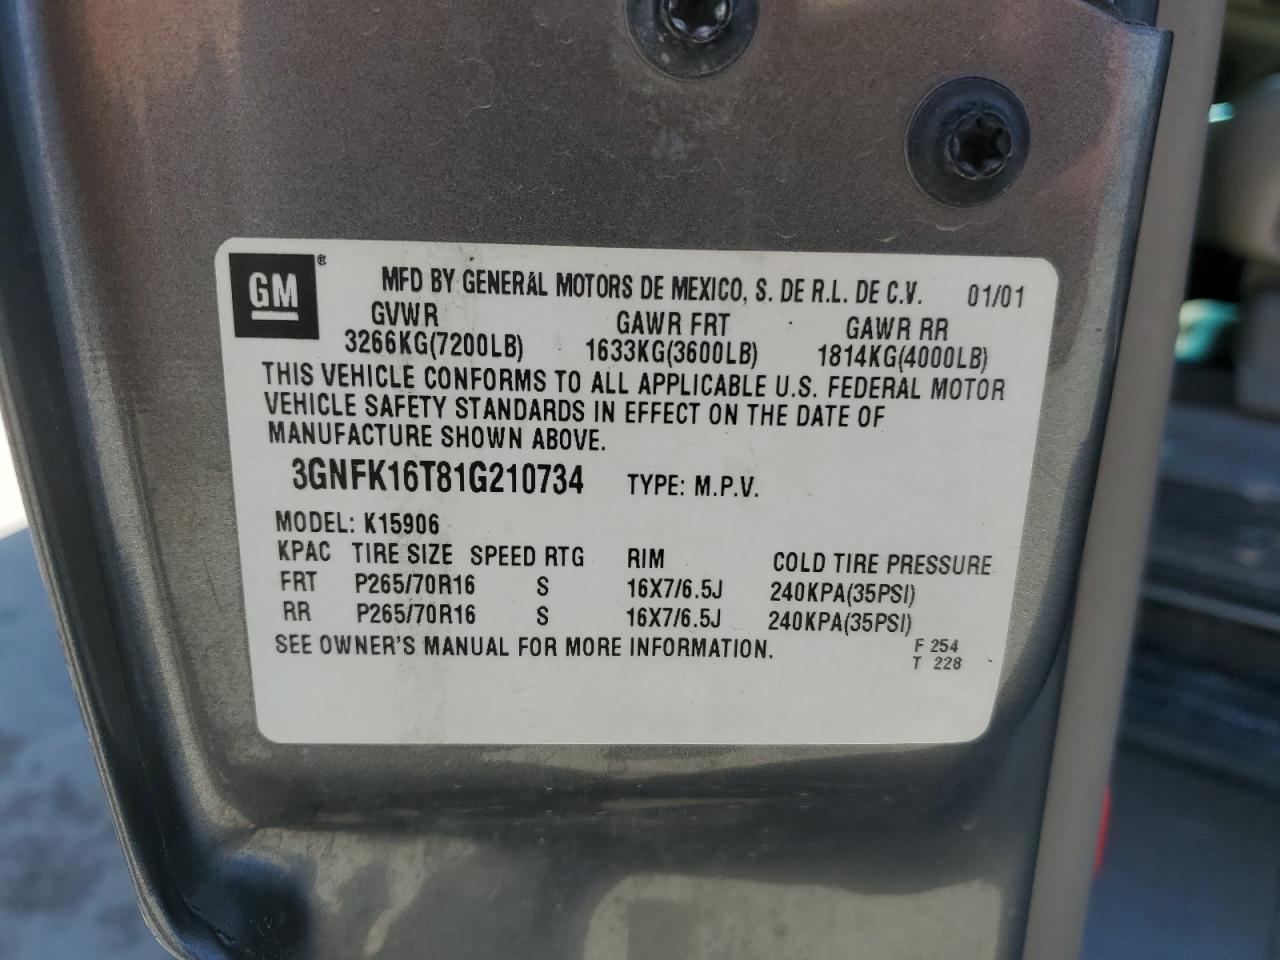 GM ®
MFD BY GENERAL MOTORS DE MEXICO, S. DE R.L. DE C.V. 01/01
GVWR GAWR FRT GAWR RR
3266KG(7200LB) 1633KG(3600LB) 1814KG(4000LB)
THIS VEHICLE CONFORMS TO ALL APPLICABLE U.S. FEDERAL MOTOR
VEHICLE SAFETY STANDARDS IN EFFECT ON THE DATE OF
MANUFACTURE SHOWN ABOVE.
3GNFK16T81G210734 TYPE: M.P.V.
MODEL: K15906
KPAC TIRE SIZE SPEED RTG RIM COLD TIRE PRESSURE
FRT P265/70R16 S 16X7/6.5J 240KPA(35PSI)
RR P265/70R16 S 16X7/6.5J 240KPA(35PSI)
SEE OWNER'S MANUAL FOR MORE INFORMATION. F 254
T 228